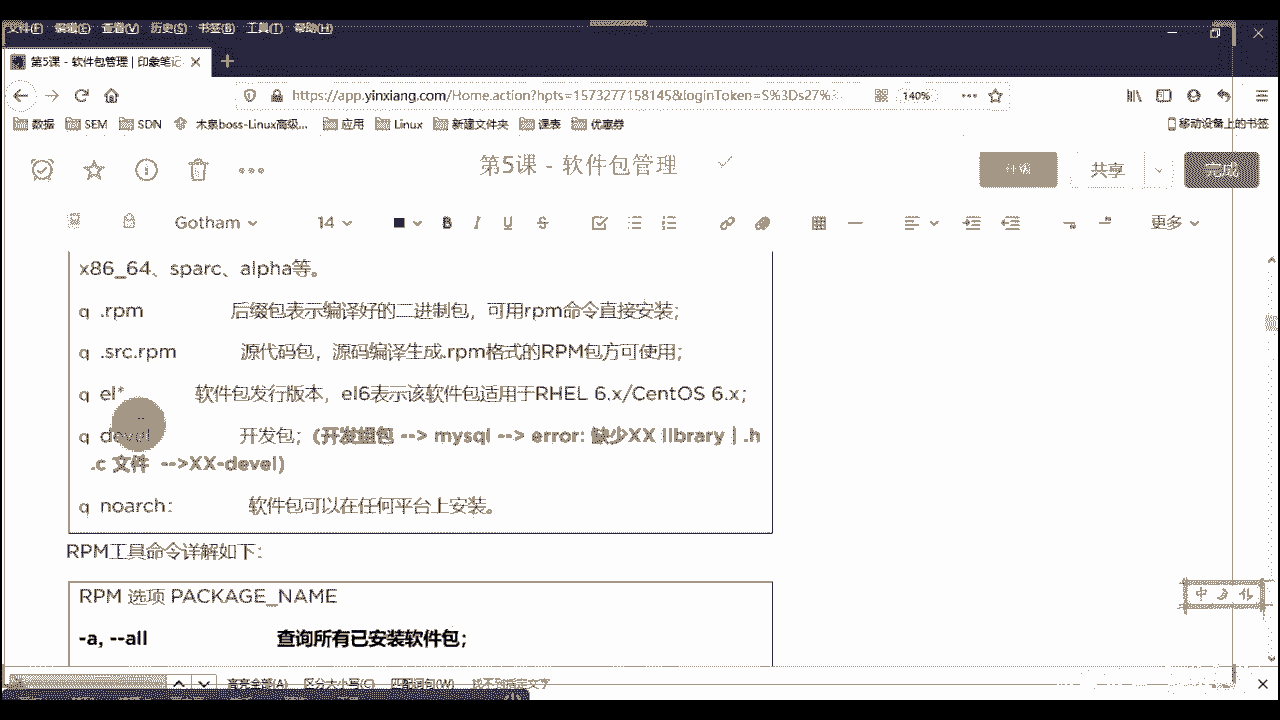 文件(F) 编辑(E) 查看(V) 历史(S) 书签(B) 工具(T) 帮助(H)
第5课 - 软件包管理 | 印象笔记
https://app.yinxiang.com/Home.action?hpts=1573277158145&loginToken=S%3Ds27%
140%
数据 SEM SDN 木泉boss-Linux高级... 应用 Linux 新建文件夹 课表 优惠券
移动设备上的书签
第5课 - 软件包管理
升级 共享 完成
Gotham 14 B I U S 更多
x86_64、sparc、alpha等。
q .rpm 后缀包表示编译好的二进制包，可用rpm命令直接安装；
q .src.rpm 源代码包，源码编译生成.rpm格式的RPM包方可使用；
q el* 软件包发行版本，el6表示该软件包适用于RHEL 6.x/CentOS 6.x；
q devel 开发包；(开发组包 --> mysql --> error: 缺少XX library | .h
.c 文件 -->XX-devel)
q noarch： 软件包可以在任何平台上安装。
RPM工具命令详解如下：
RPM 选项 PACKAGE_NAME
-a, --all 查询所有已安装软件包；
中
高亮全部(A) 区分大小写(C) 匹配词句(W) 找不到指定文字